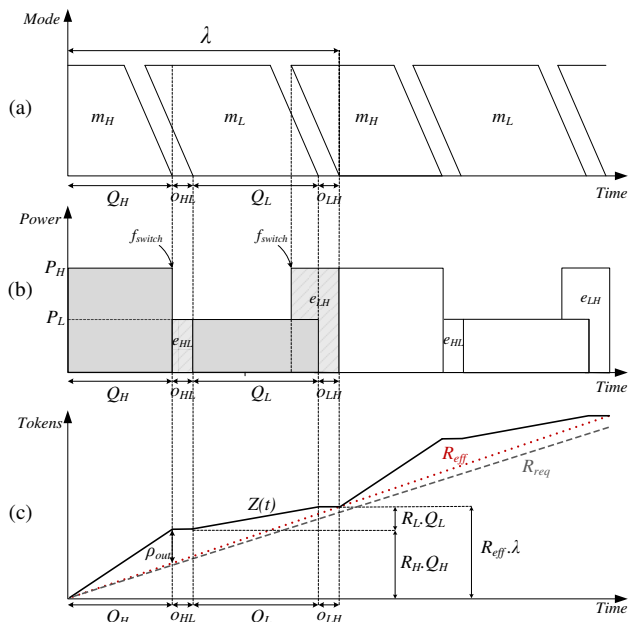 Mode
λ
(a)
m_H
m_L
m_H
m_L
Q_H
o_HL
Q_L
o_LH
Time
Power
f_switch
f_switch
P_H
(b)
e_LH
e_LH
P_L
e_HL
e_HL
Q_H
o_HL
Q_L
o_LH
Time
Tokens
R_eff
R_req
Z(t)
(c)
R_L.Q_L
ρ_out
R_H.Q_H
R_eff.λ
Time
Q_H
o_HL
Q_L
o_LH